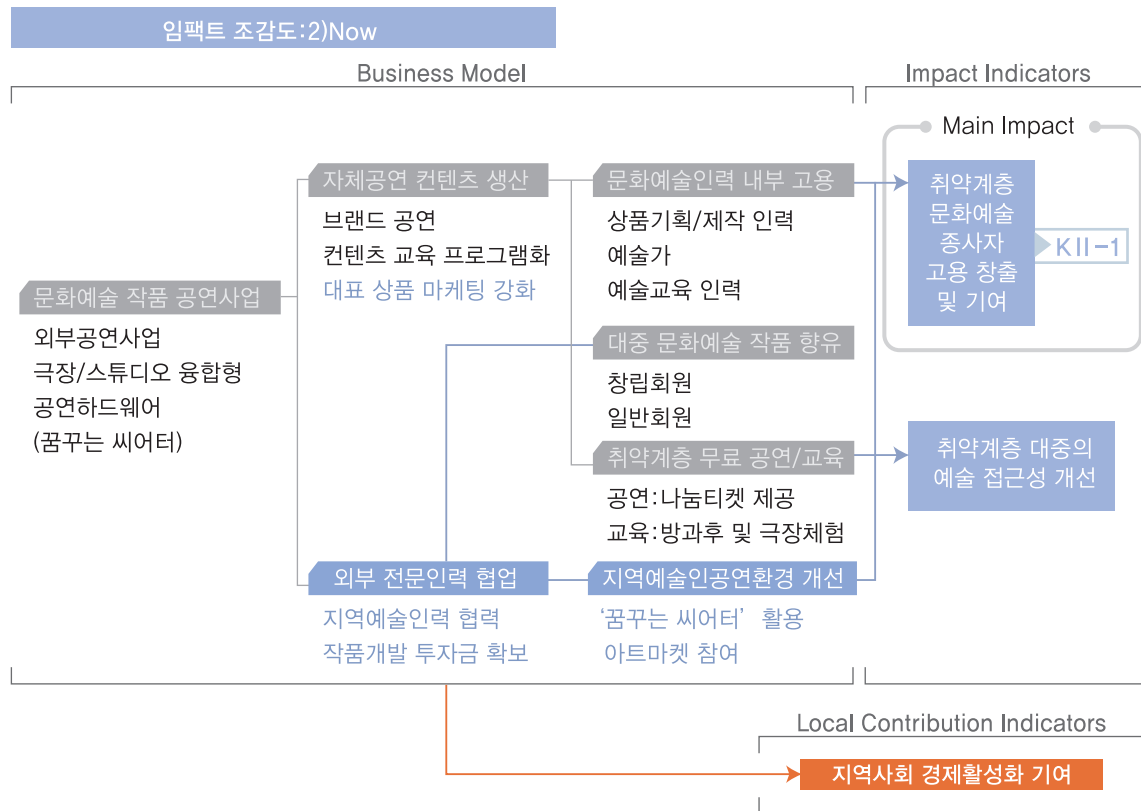 임팩트 조감도:2)Now
Business Model
Impact Indicators
Main Impact
문화예술 작품 공연사업
외부공연사업
극장/스튜디오 융합형
공연하드웨어
(꿈꾸는 씨어터)
자체공연 컨텐츠 생산
브랜드 공연
컨텐츠 교육 프로그램화
대표 상품 마케팅 강화
외부 전문인력 협업
지역예술인력 협력
작품개발 투자금 확보
문화예술인력 내부 고용
상품기획/제작 인력
예술가
예술교육 인력
대중 문화예술 작품 향유
창립회원
일반회원
취약계층 무료 공연/교육
공연:나눔티켓 제공
교육:방과후 및 극장체험
지역예술인공연환경 개선
‘꿈꾸는 씨어터’ 활용
아트마켓 참여
취약계층
문화예술
종사자
고용 창출
및 기여
KII-1
취약계층 대중의
예술 접근성 개선
Local Contribution Indicators
지역사회 경제활성화 기여